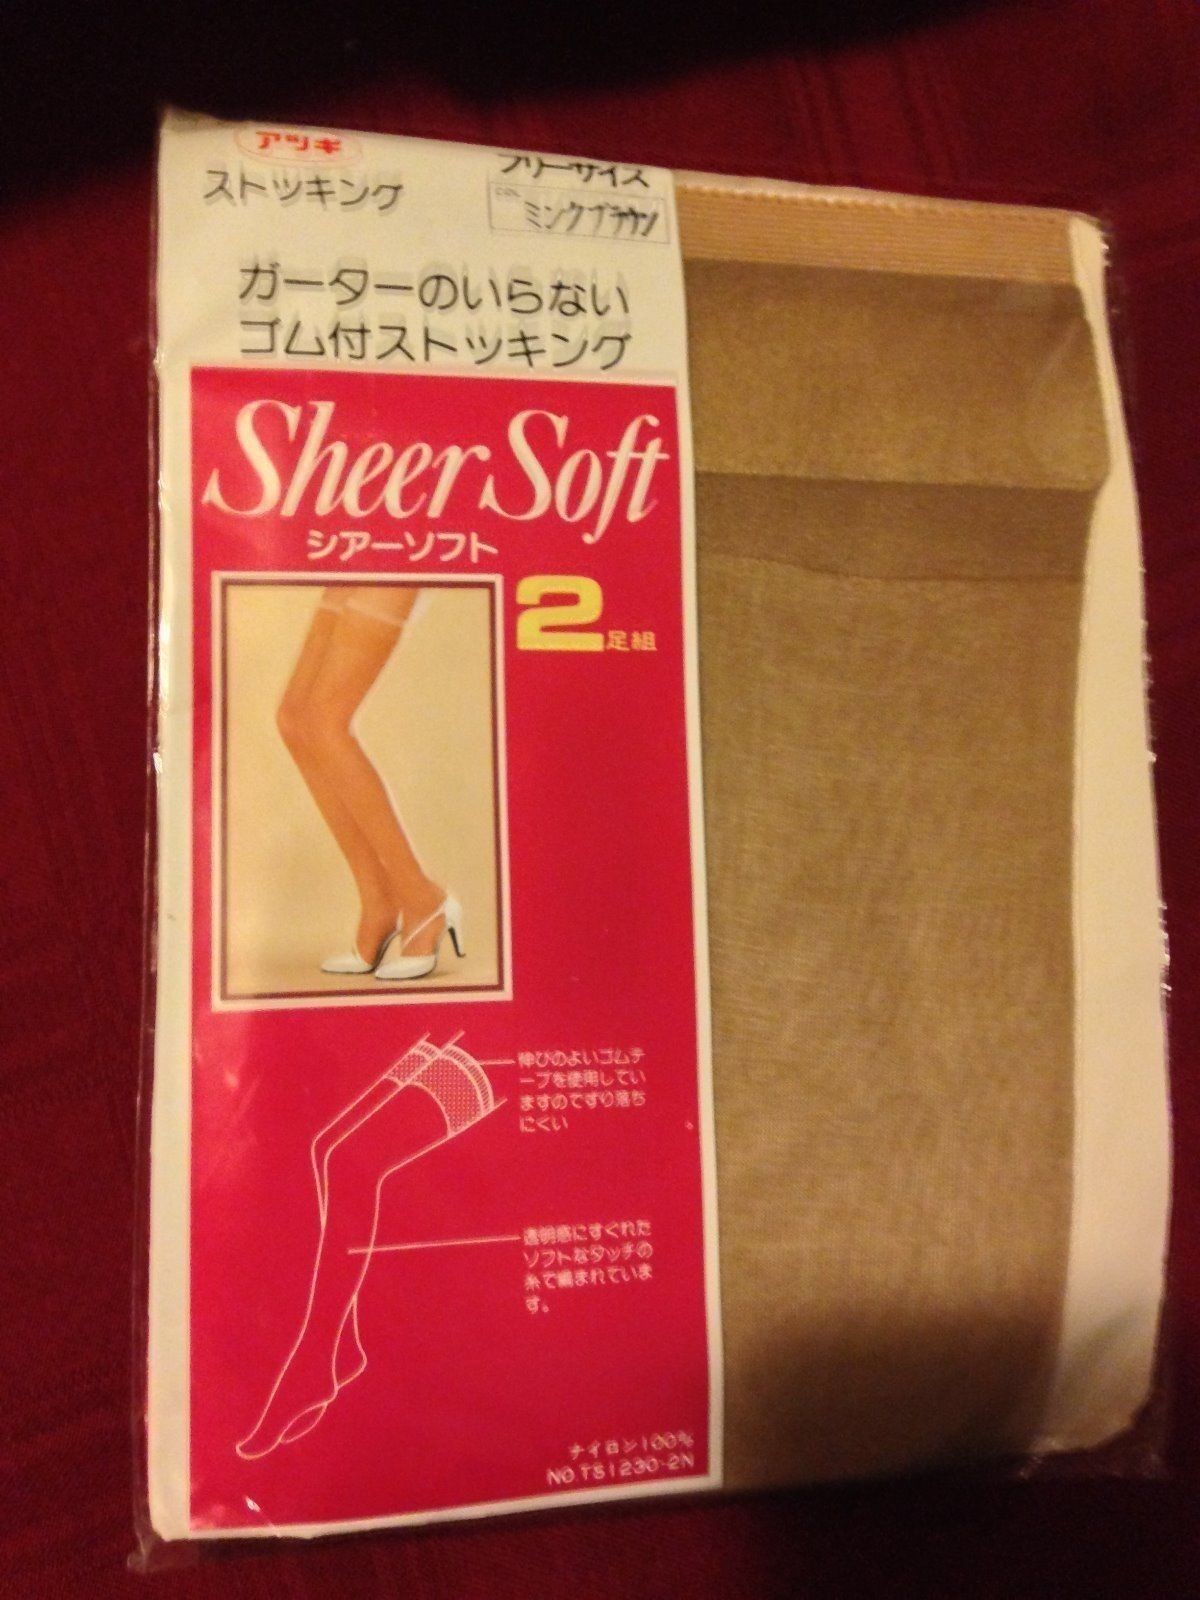 アツギ
ストッキング
フリーサイズ
COL ミンクブラウン
ガーターのいらない
ゴム付ストッキング
Sheer Soft
シアーソフト
2足組
伸びのよいゴムテ
ープを使用してい
ますのでずり落ち
にくい
透明感にすぐれた
ソフトなタッチの
糸で編まれていま
す。
ナイロン100%
NO.TS1230-2N